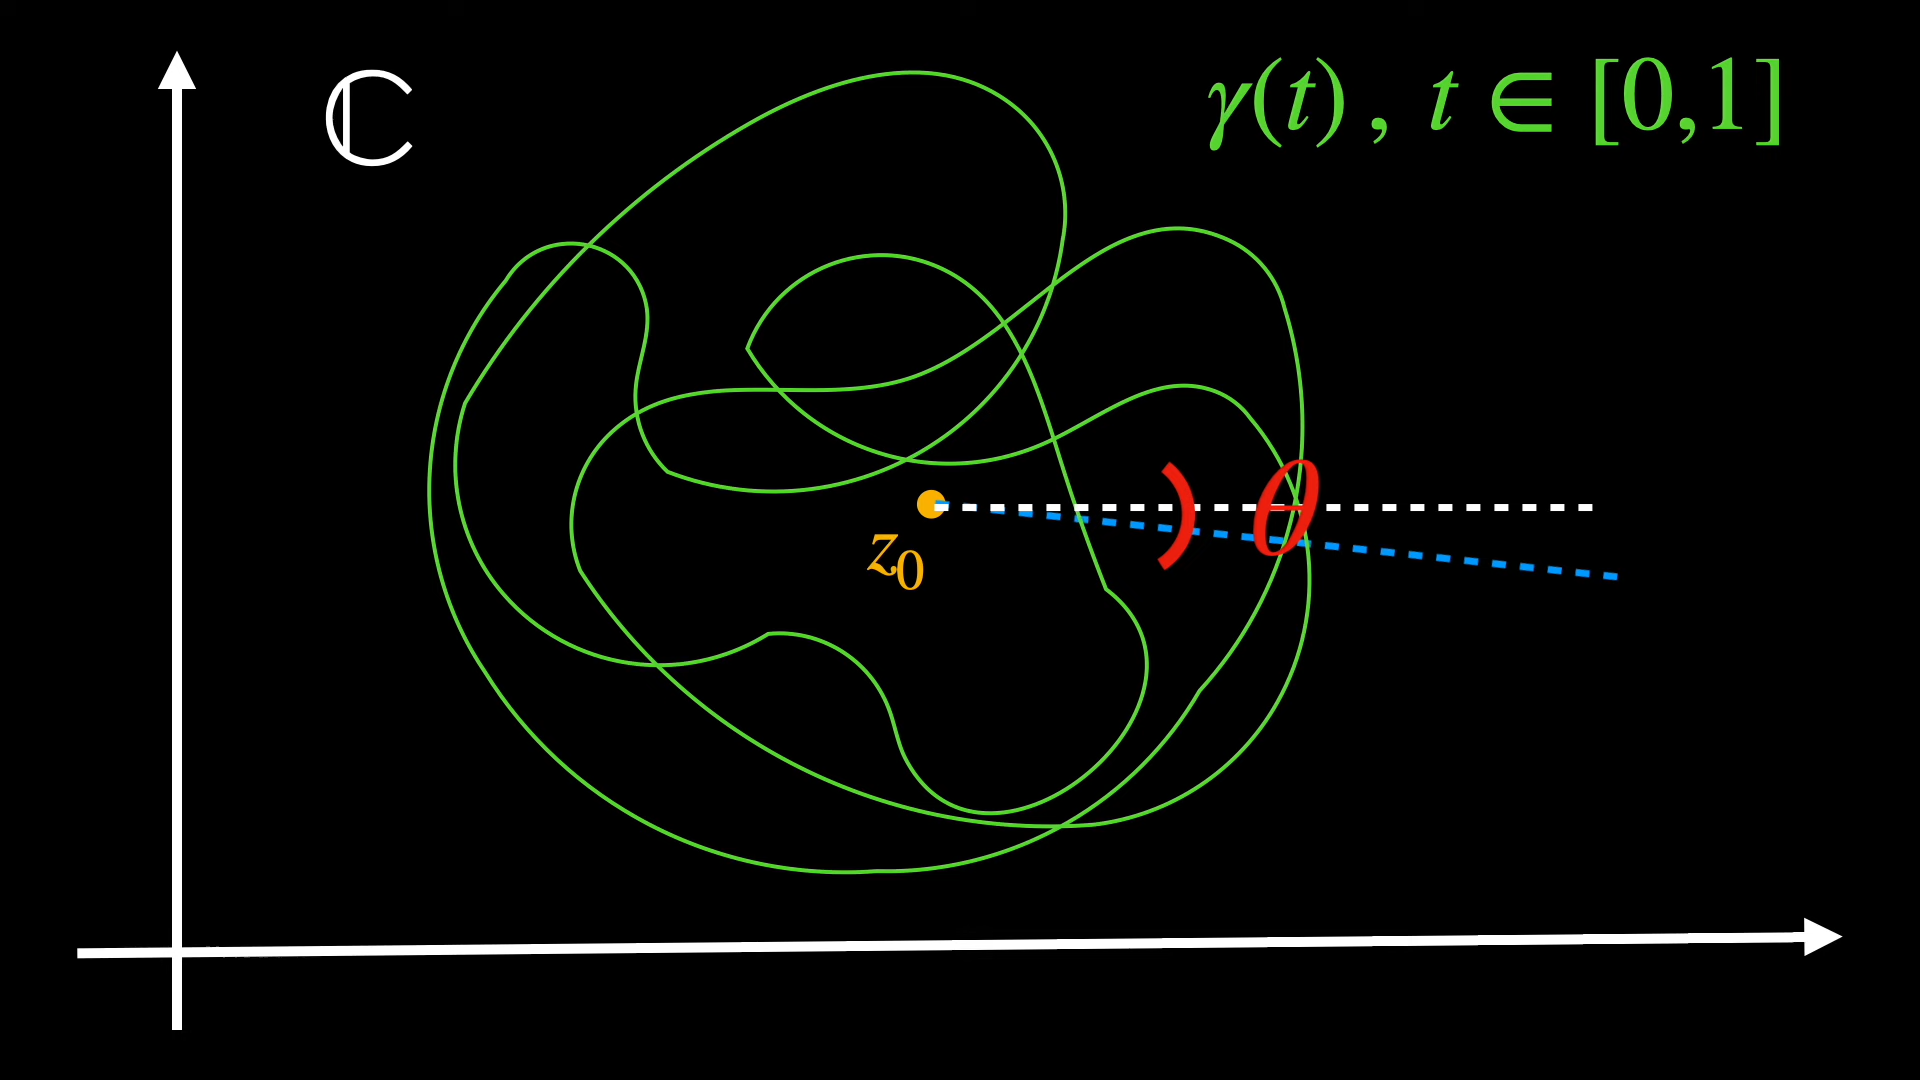 ℂ
γ(t) , t ∈ [0,1]
θ
z₀